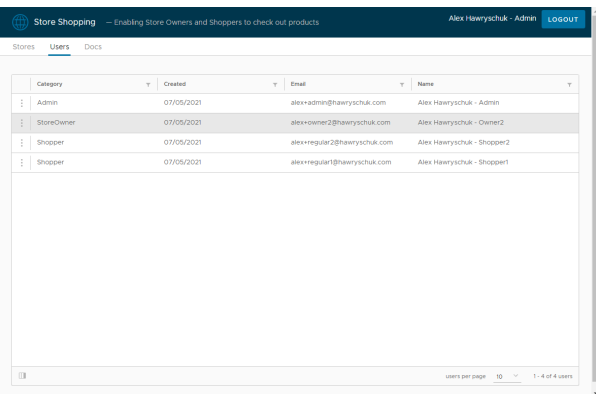 Store Shopping — Enabling Store Owners and Shoppers to check out products Alex Hawryschuk - Admin LOGOUT
Stores Users Docs
Category Created Email Name
Admin 07/05/2021 alex+admin@hawryschuk.com Alex Hawryschuk - Admin
StoreOwner 07/05/2021 alex+owner2@hawryschuk.com Alex Hawryschuk - Owner2
Shopper 07/05/2021 alex+regular2@hawryschuk.com Alex Hawryschuk - Shopper2
Shopper 07/05/2021 alex+regular1@hawryschuk.com Alex Hawryschuk - Shopper1
users per page 10 1 - 4 of 4 users